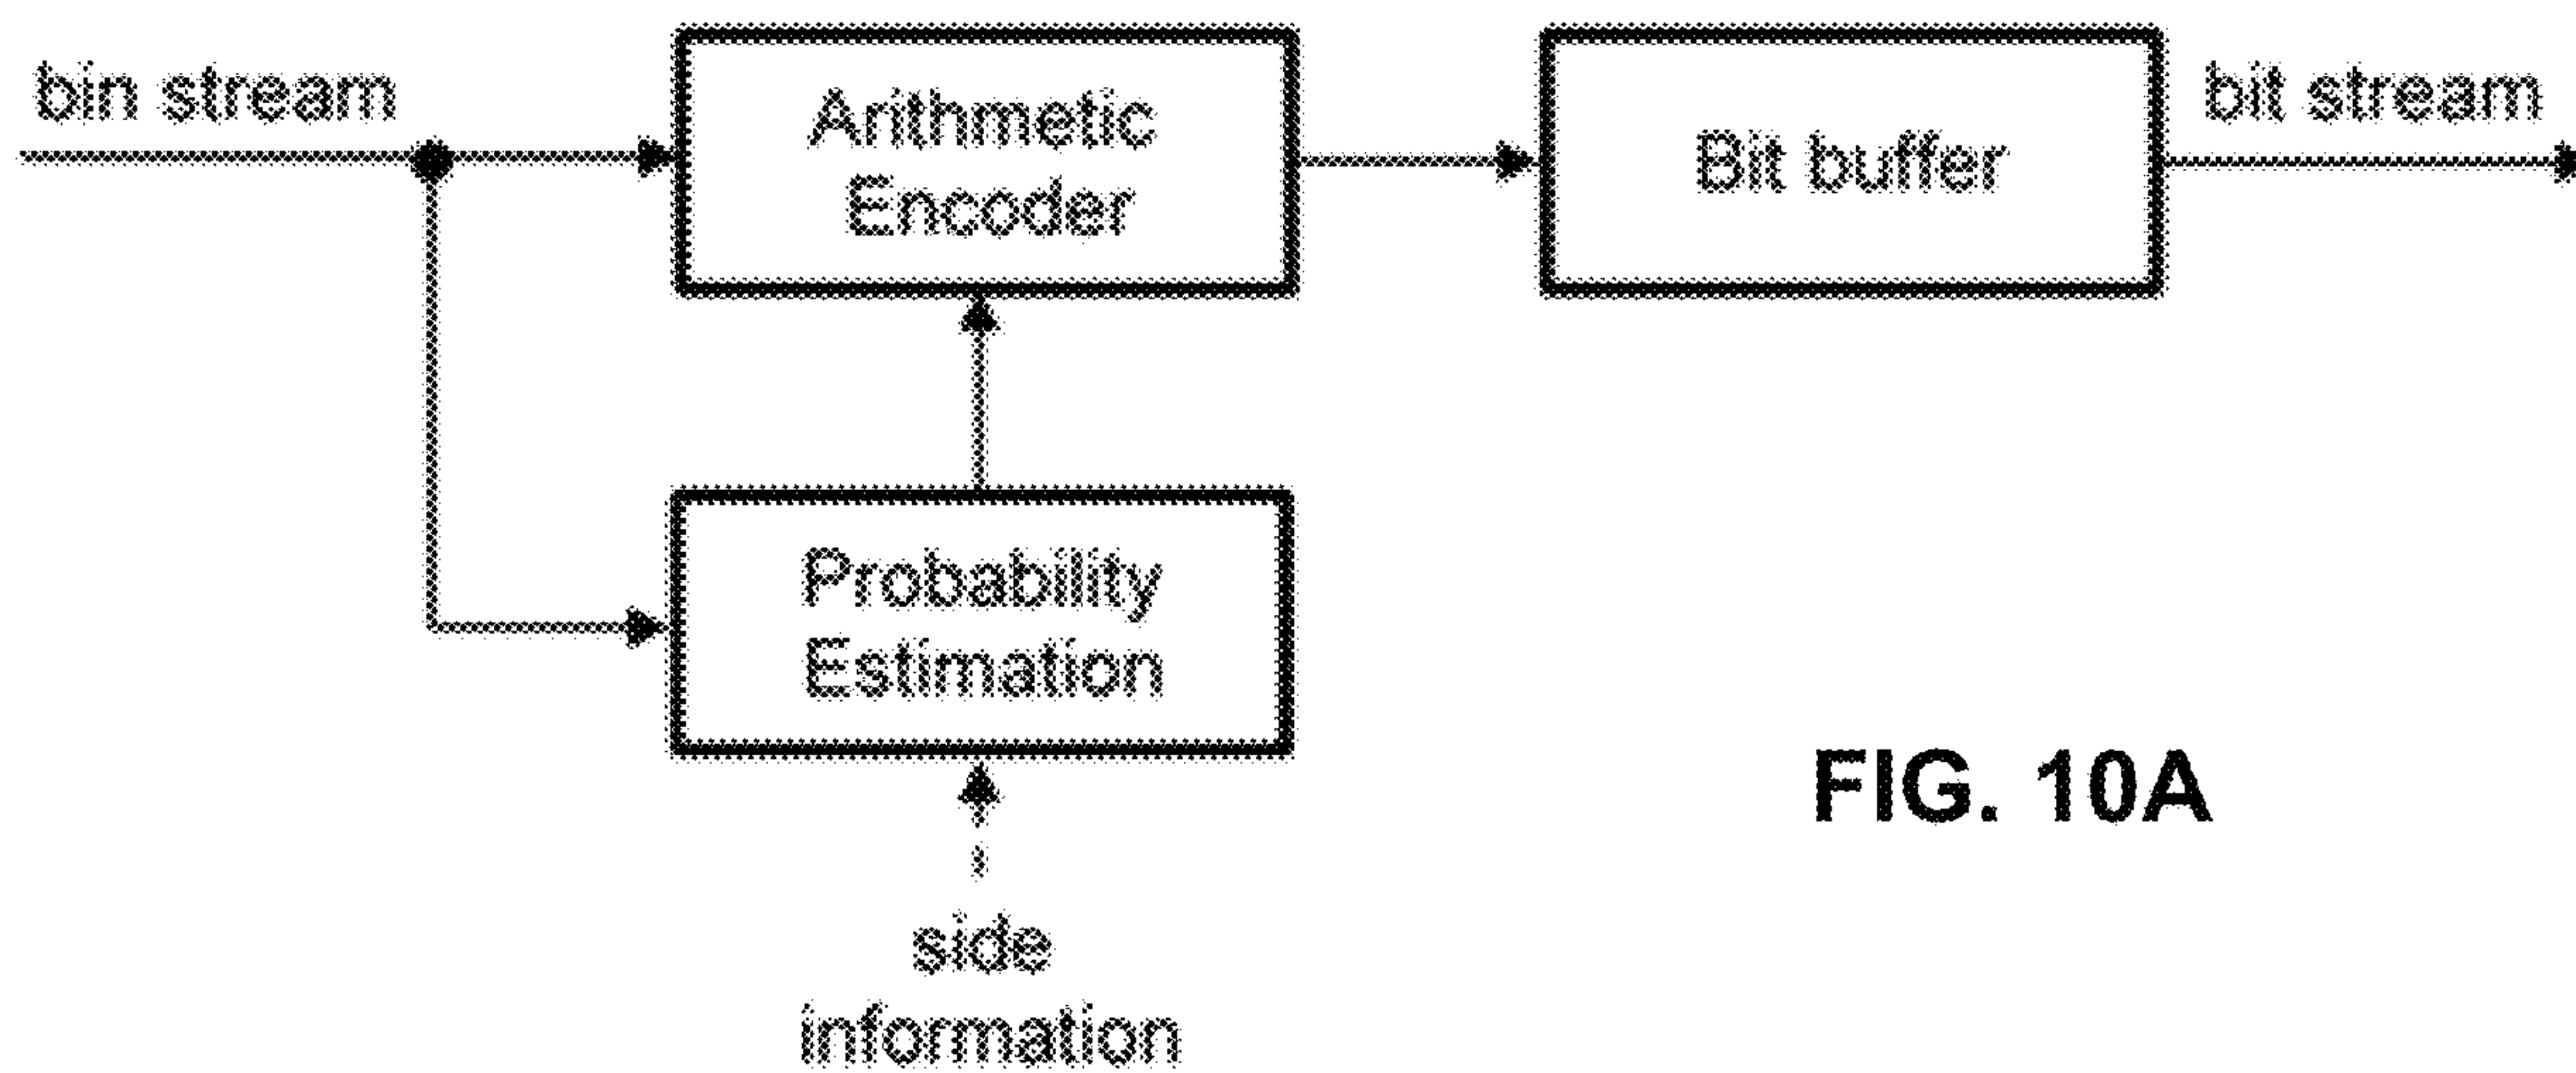 bin stream
Arithmetic
Encoder
Bit buffer
bit stream
Probability
Estimation
side
information
FIG. 10A